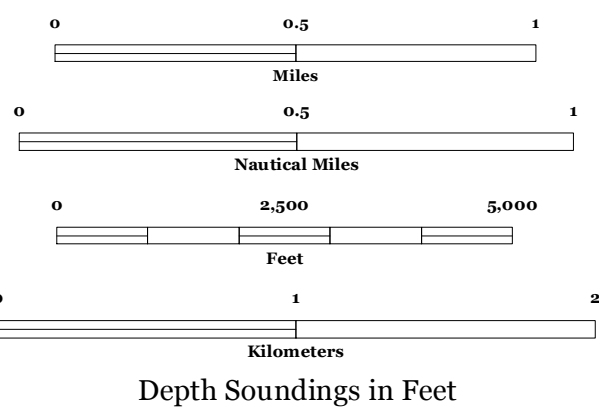 0 0.5 1
Miles
0 0.5 1
Nautical Miles
0 2,500 5,000
Feet
0 1 2
Kilometers
Depth Soundings in Feet